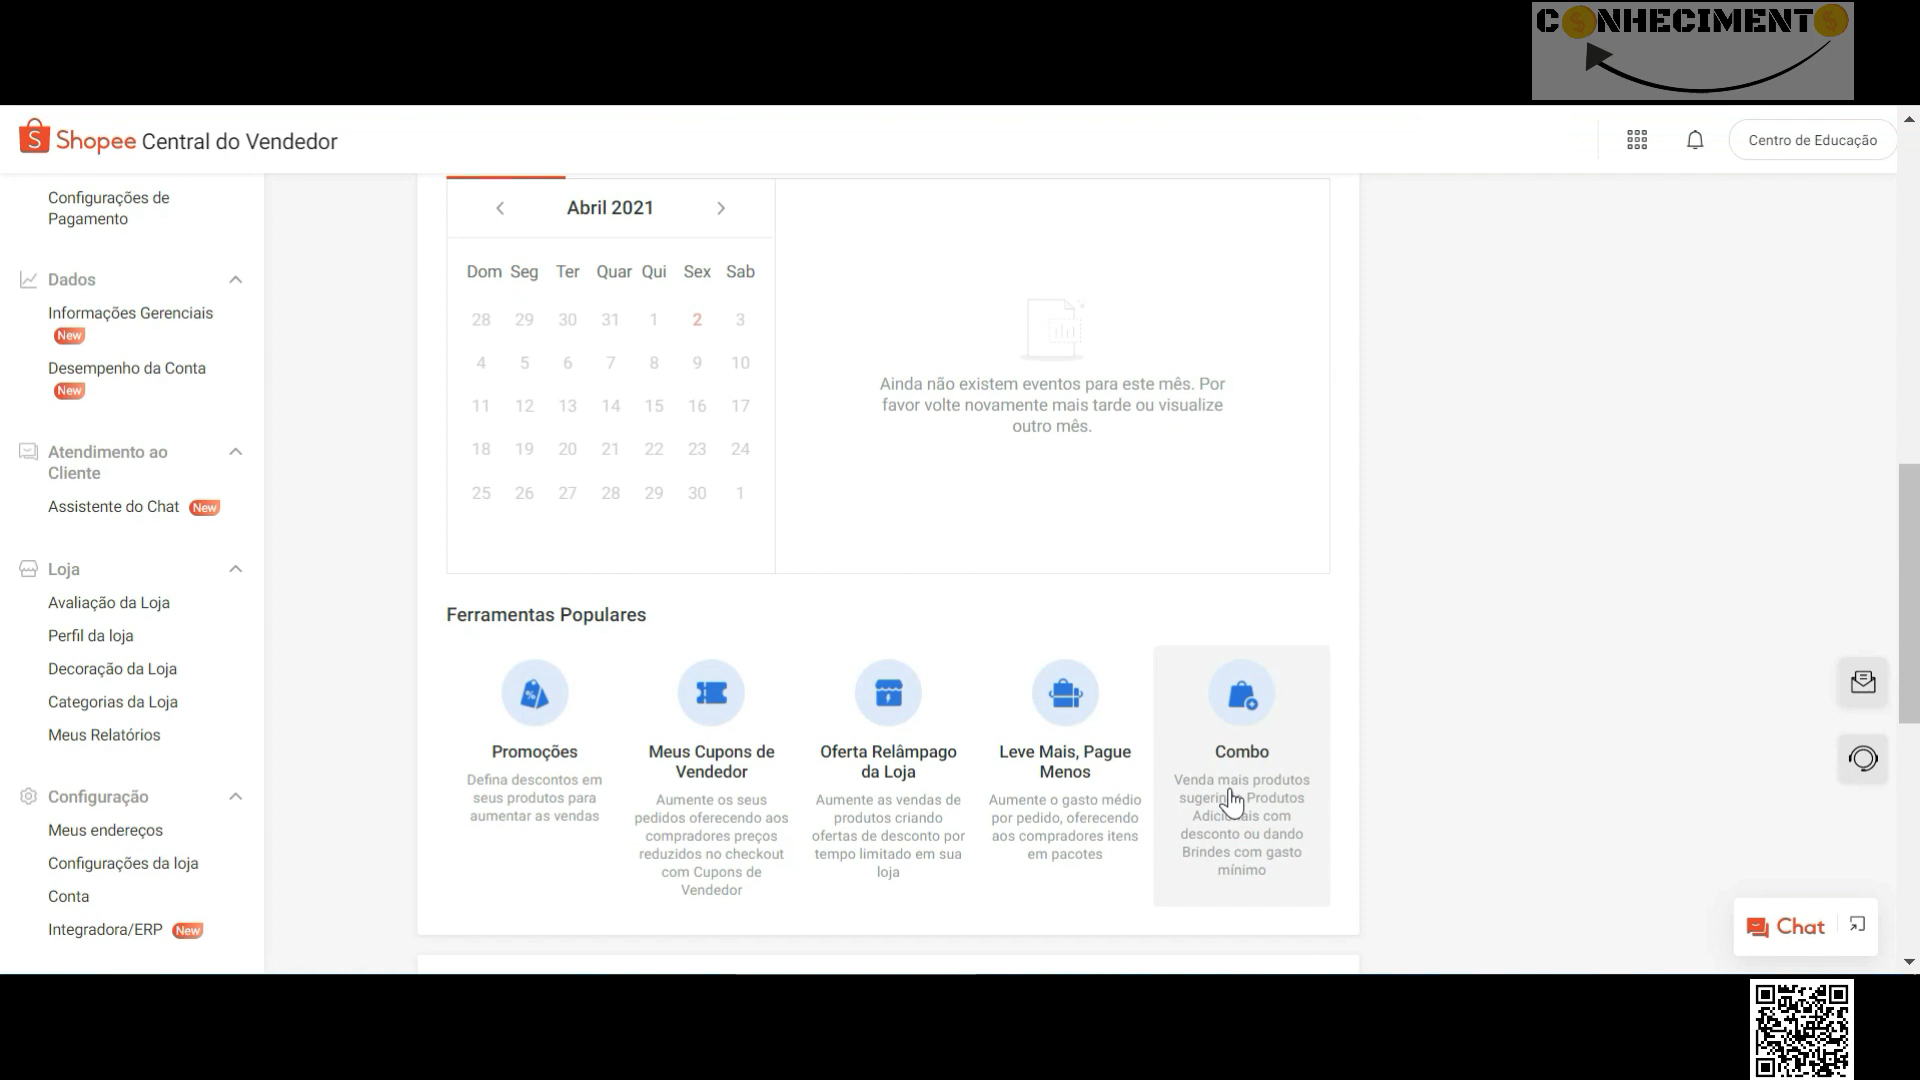 CONHECIMENTO
Shopee Central do Vendedor
Centro de Educação
Configurações de
Pagamento
Dados
Informações Gerenciais
New
Desempenho da Conta
New
Atendimento ao
Cliente
Assistente do Chat New
Loja
Avaliação da Loja
Perfil da loja
Decoração da Loja
Categorias da Loja
Meus Relatórios
Configuração
Meus endereços
Configurações da loja
Conta
Integradora/ERP New
Abril 2021
Dom Seg Ter Quar Qui Sex Sab
28 29 30 31 1 2 3
4 5 6 7 8 9 10
11 12 13 14 15 16 17
18 19 20 21 22 23 24
25 26 27 28 29 30 1
Ainda não existem eventos para este mês. Por
favor volte novamente mais tarde ou visualize
outro mês.
Ferramentas Populares
Promoções
Defina descontos em
seus produtos para
aumentar as vendas
Meus Cupons de
Vendedor
Aumente os seus
pedidos oferecendo aos
compradores preços
reduzidos no checkout
com Cupons de
Vendedor
Oferta Relâmpago
da Loja
Aumente as vendas de
produtos criando
ofertas de desconto por
tempo limitado em sua
loja
Leve Mais, Pague
Menos
Aumente o gasto médio
por pedido, oferecendo
aos compradores itens
em pacotes
Combo
Venda mais produtos
Produtos
com
desconto ou dando
Brindes com gasto
mínimo
Chat